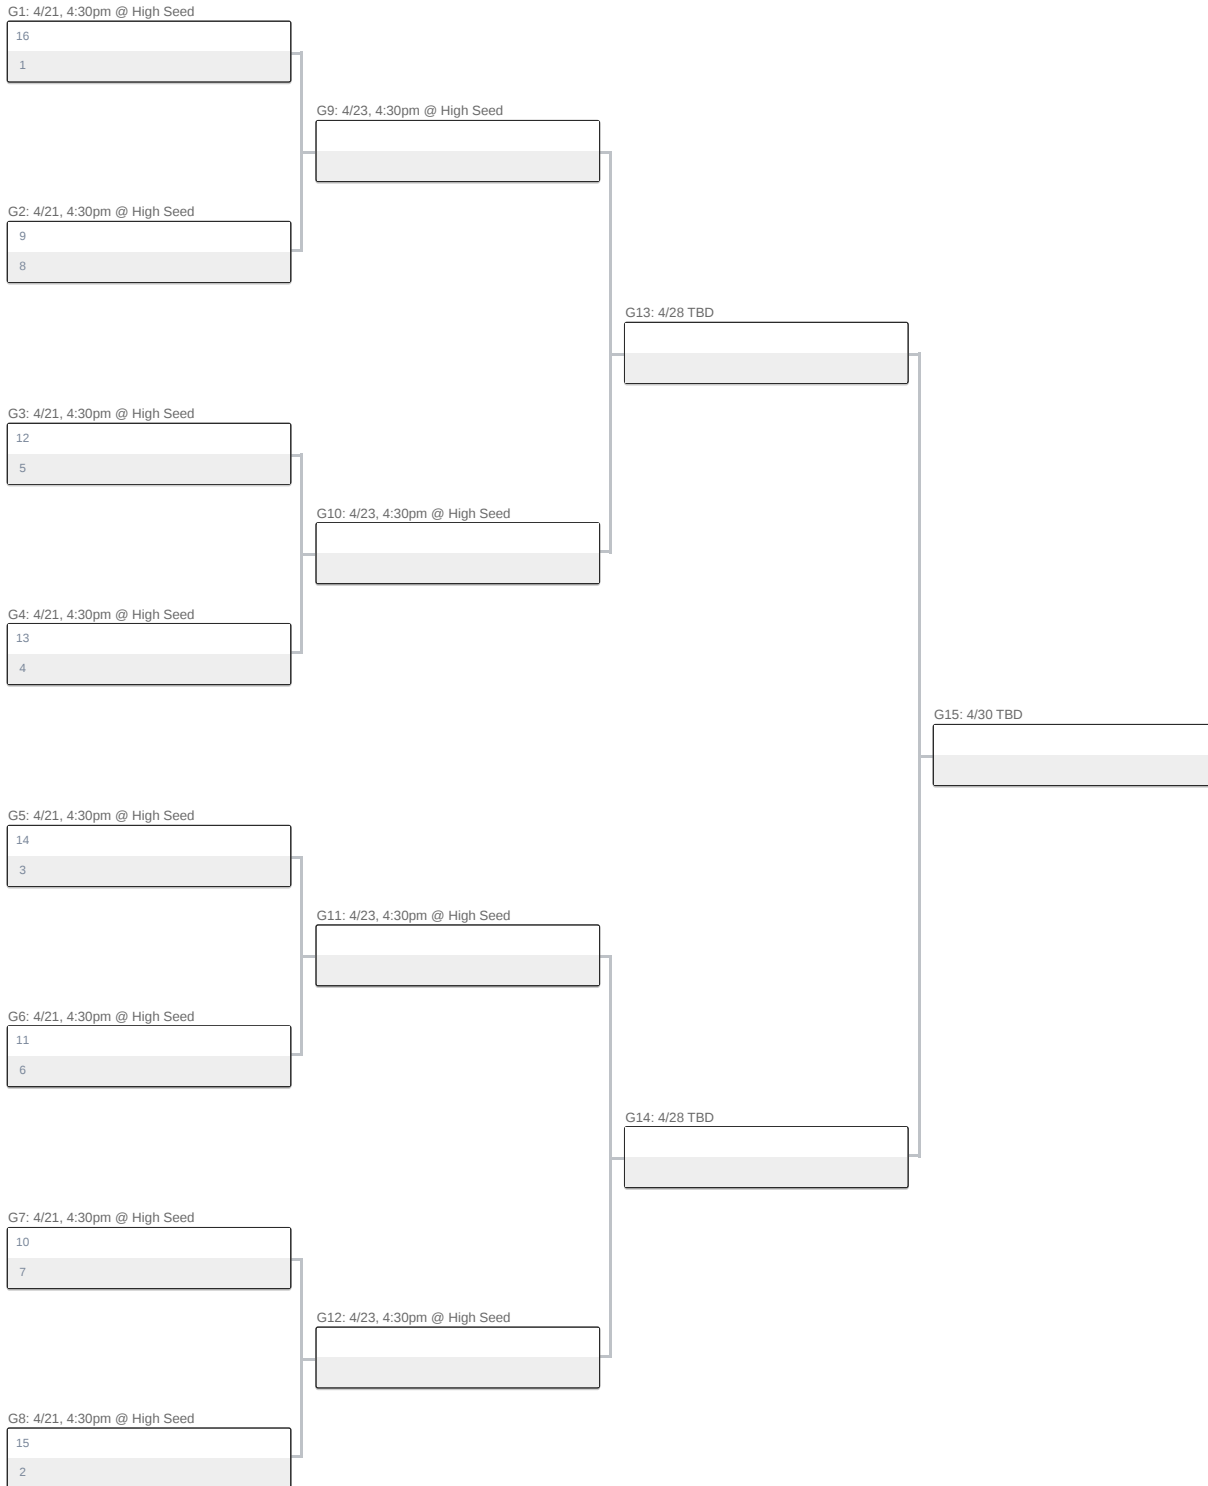 G1: 4/21, 4:30pm @ High Seed
16
1
G9: 4/23, 4:30pm @ High Seed
G2: 4/21, 4:30pm @ High Seed
9
8
G13: 4/28 TBD
G3: 4/21, 4:30pm @ High Seed
12
5
G10: 4/23, 4:30pm @ High Seed
G4: 4/21, 4:30pm @ High Seed
13
4
G15: 4/30 TBD
G5: 4/21, 4:30pm @ High Seed
14
3
G11: 4/23, 4:30pm @ High Seed
G6: 4/21, 4:30pm @ High Seed
11
6
G14: 4/28 TBD
G7: 4/21, 4:30pm @ High Seed
10
7
G12: 4/23, 4:30pm @ High Seed
G8: 4/21, 4:30pm @ High Seed
15
2